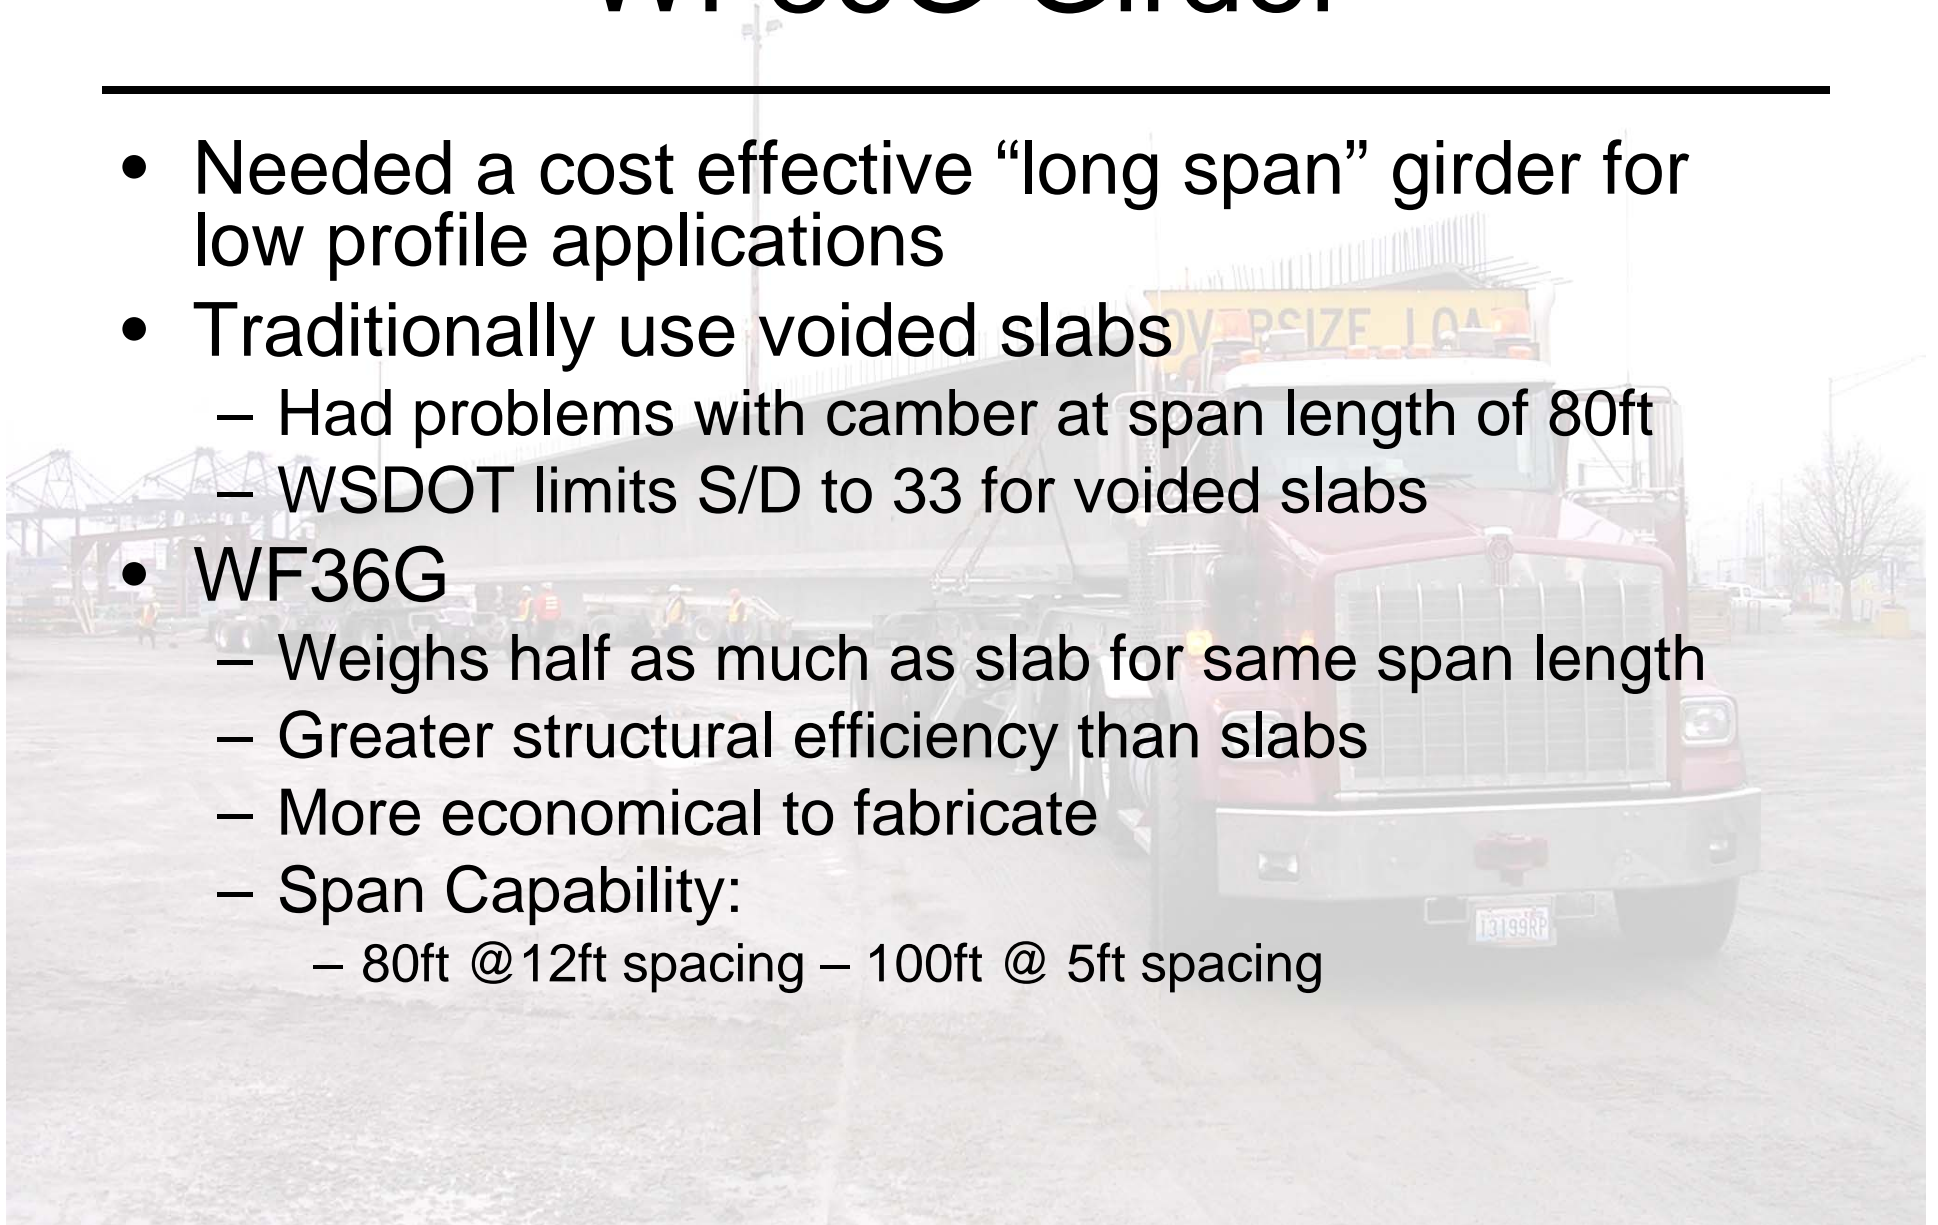 WF36G Girder
• Needed a cost effective “long span” girder for
low profile applications
• Traditionally use voided slabs
– Had problems with camber at span length of 80ft
– WSDOT limits S/D to 33 for voided slabs
• WF36G
– Weighs half as much as slab for same span length
– Greater structural efficiency than slabs
– More economical to fabricate
– Span Capability:
– 80ft @12ft spacing – 100ft @ 5ft spacing